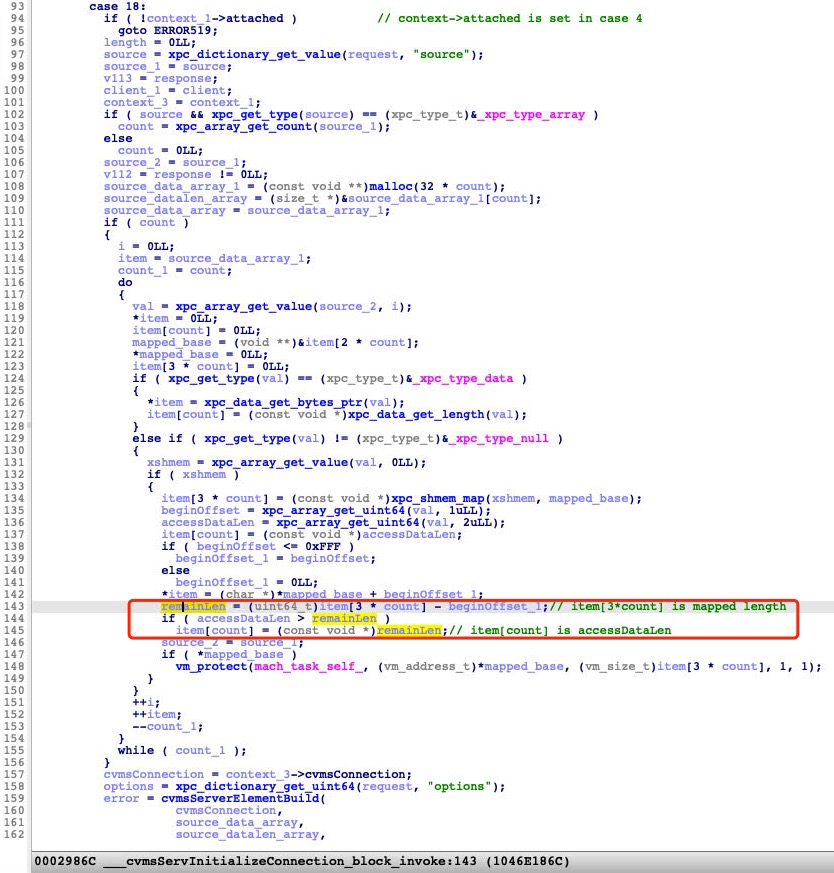 93 case 18:
94 if ( !context_1->attached ) // context->attached is set in case 4
95 goto ERROR519;
96 length = 0LL;
97 source = xpc_dictionary_get_value(request, "source");
98 source_1 = source;
99 v113 = response;
100 client_1 = client;
101 context_3 = context_1;
102 if ( source && xpc_get_type(source) == (xpc_type_t)&_xpc_type_array )
103 count = xpc_array_get_count(source_1);
104 else
105 count = 0LL;
106 source_2 = source_1;
107 v112 = response != 0LL;
108 source_data_array_1 = (const void **)malloc(32 * count);
109 source_datalen_array = (size_t *)&source_data_array_1[count];
110 source_data_array = source_data_array_1;
111 if ( count )
112 {
113 i = 0LL;
114 item = source_data_array_1;
115 count_1 = count;
116 do
117 {
118 val = xpc_array_get_value(source_2, i);
119 *item = 0LL;
120 item[count] = 0LL;
121 mapped_base = (void **)&item[2 * count];
122 *mapped_base = 0LL;
123 item[3 * count] = 0LL;
124 if ( xpc_get_type(val) == (xpc_type_t)&_xpc_type_data )
125 {
126 *item = xpc_data_get_bytes_ptr(val);
127 item[count] = (const void *)xpc_data_get_length(val);
128 }
129 else if ( xpc_get_type(val) != (xpc_type_t)&_xpc_type_null )
130 {
131 xshmem = xpc_array_get_value(val, 0LL);
132 if ( xshmem )
133 {
134 item[3 * count] = (const void *)xpc_shmem_map(xshmem, mapped_base);
135 beginOffset = xpc_array_get_uint64(val, 1uLL);
136 accessDataLen = xpc_array_get_uint64(val, 2uLL);
137 item[count] = (const void *)accessDataLen;
138 if ( beginOffset <= 0xFFF )
139 beginOffset_1 = beginOffset;
140 else
141 beginOffset_1 = 0LL;
142 *item = (char *)*mapped_base + beginOffset_1;
143 remainLen = (uint64_t)item[3 * count] - beginOffset_1;// item[3*count] is mapped length
144 if ( accessDataLen > remainLen )
145 item[count] = (const void *)remainLen;// item[count] is accessDataLen
146 source_2 = source_1;
147 if ( *mapped_base )
148 vm_protect(mach_task_self_, (vm_address_t)*mapped_base, (vm_size_t)item[3 * count], 1, 1);
149 }
150 }
151 ++i;
152 ++item;
153 --count_1;
154 }
155 while ( count_1 );
156 }
157 cvmsConnection = context_3->cvmsConnection;
158 options = xpc_dictionary_get_uint64(request, "options");
159 error = cvmsServerElementBuild(
160 cvmsConnection,
161 source_data_array,
162 source_datalen_array,
0002986C ___cvmsServInitializeConnection_block_invoke:143 (1046E186C)